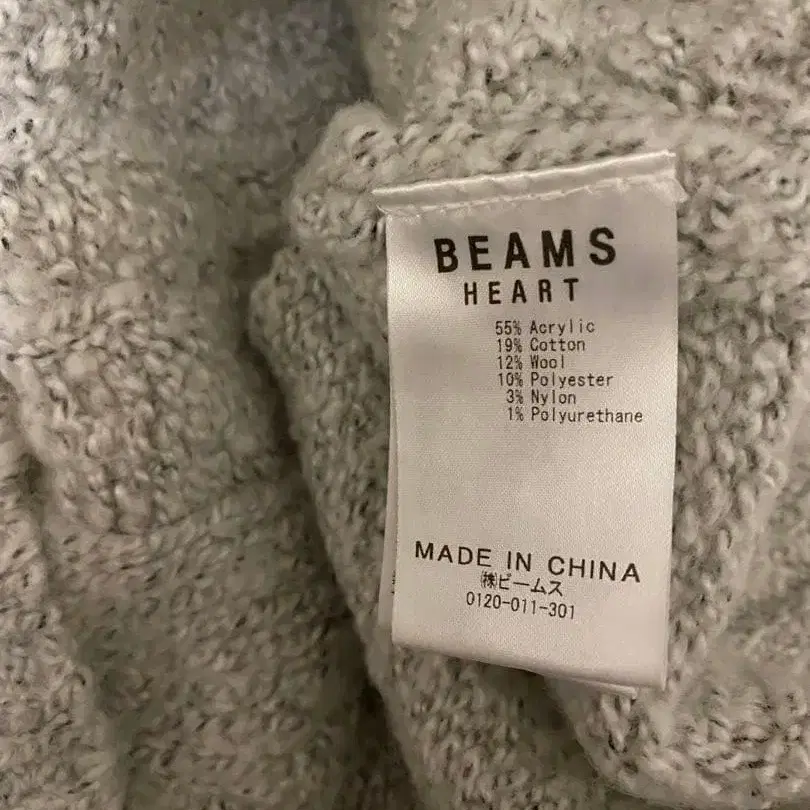 BEAMS
HEART
55% Acrylic
19% Cotton
12% Wool
10% Polyester
3% Nylon
1% Polyurethane
MADE IN CHINA
㈱ビームス
0120-011-301